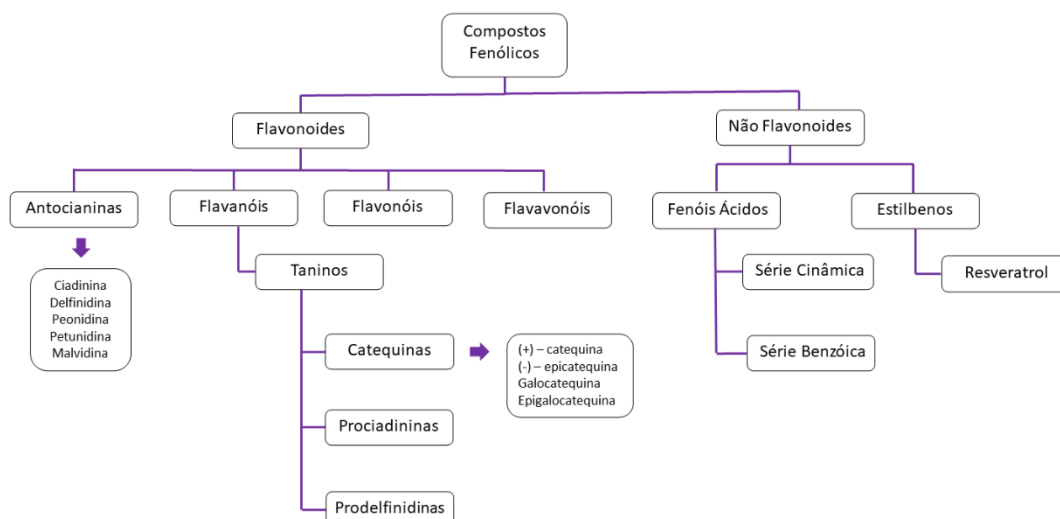 Compostos
Fenólicos
Flavonoides
Não Flavonoides
Antocianinas
Flavanóis
Flavonóis
Flavavonóis
Fenóis Ácidos
Estilbenos
Taninos
Série Cinâmica
Resveratrol
Ciadinina
Delfinidina
Peonidina
Petunidina
Malvidina
Catequinas
(+) – catequina
(-) – epicatequina
Galocatequina
Epigalocatequina
Série Benzóica
Prociadininas
Prodelfinidinas